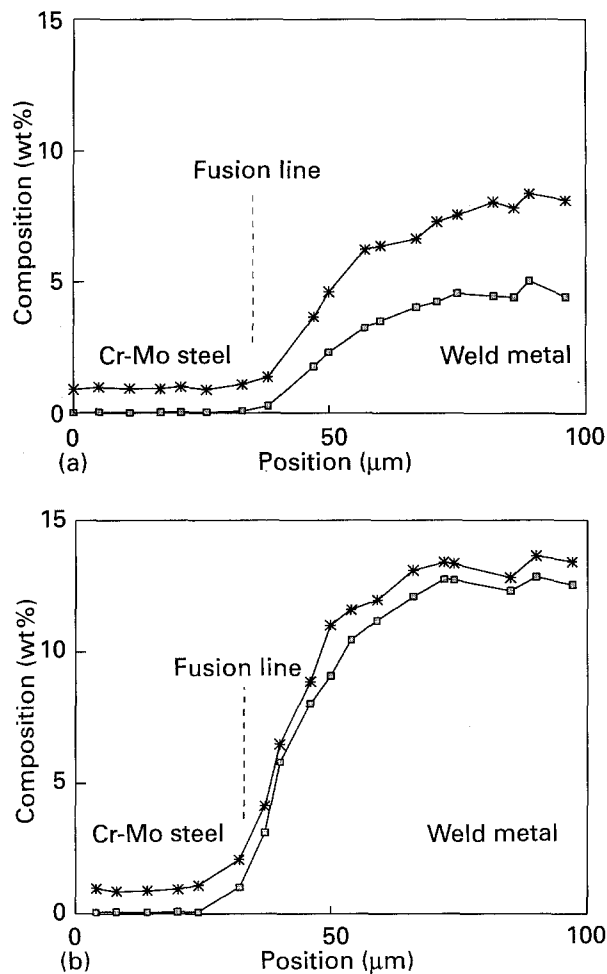 15
10
5
0
Composition (wt%)
Fusion line
Cr-Mo steel
Weld metal
0
50
100
(a)
Position (μm)
15
10
5
0
Composition (wt%)
Fusion line
Cr-Mo steel
Weld metal
0
50
100
(b)
Position (μm)